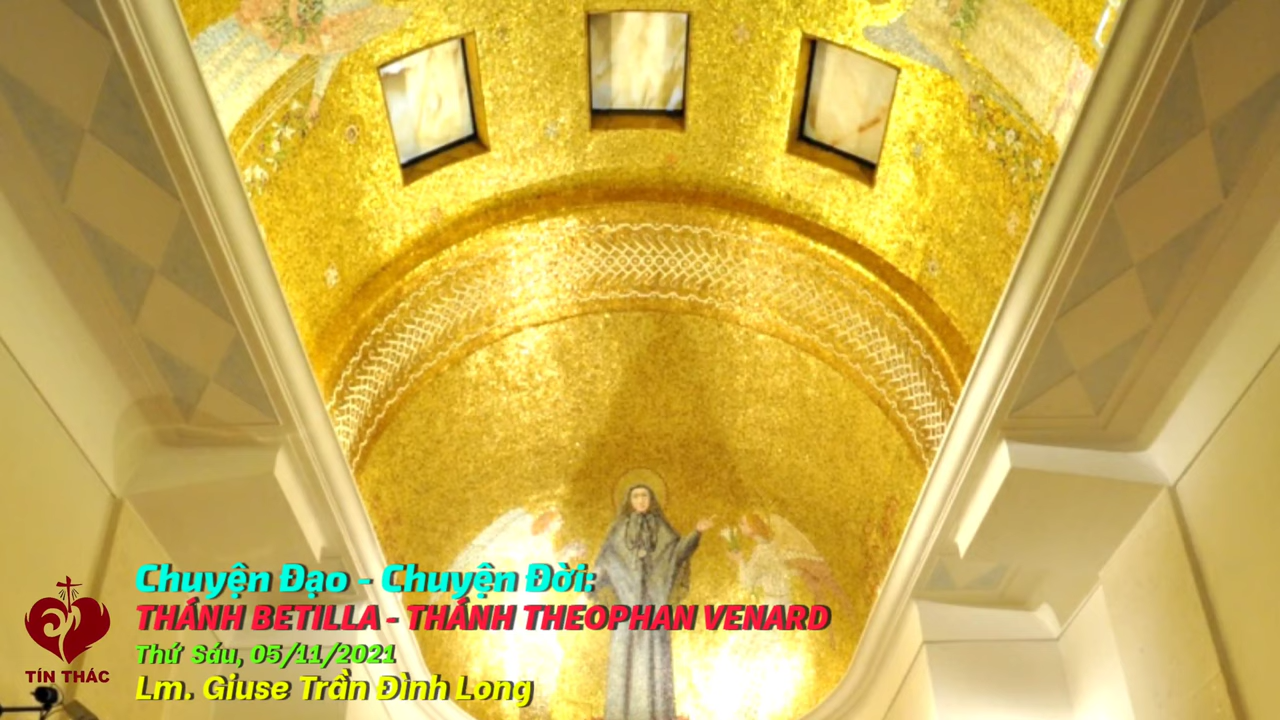 Chuyện Đạo - Chuyện Đời:
THÁNH BETILLA - THÁNH THEOPHAN VENARD
Thứ Sáu, 05/11/2021
Lm. Giuse Trần Đình Long
TÍN THÁC